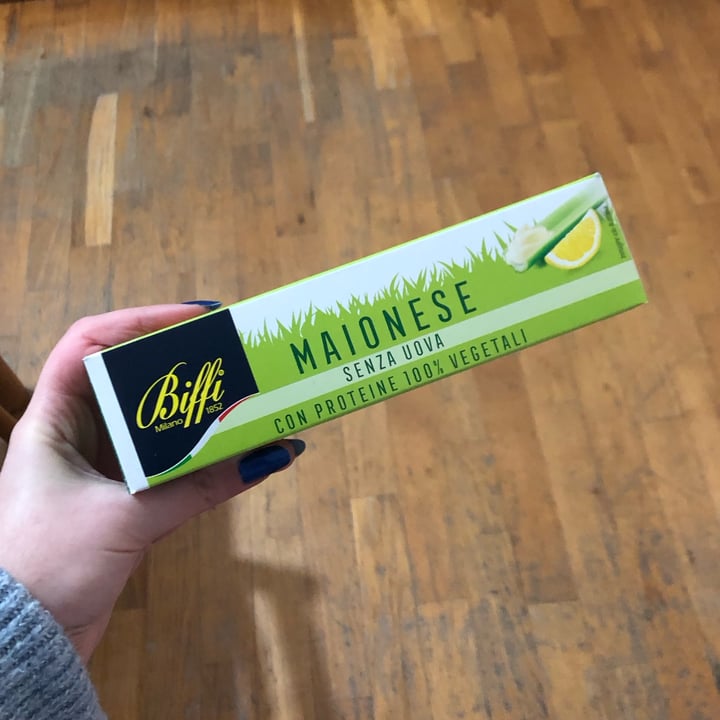 Biffi
Milano 1852
MAIONESE
SENZA UOVA
CON PROTEINE 100% VEGETALI